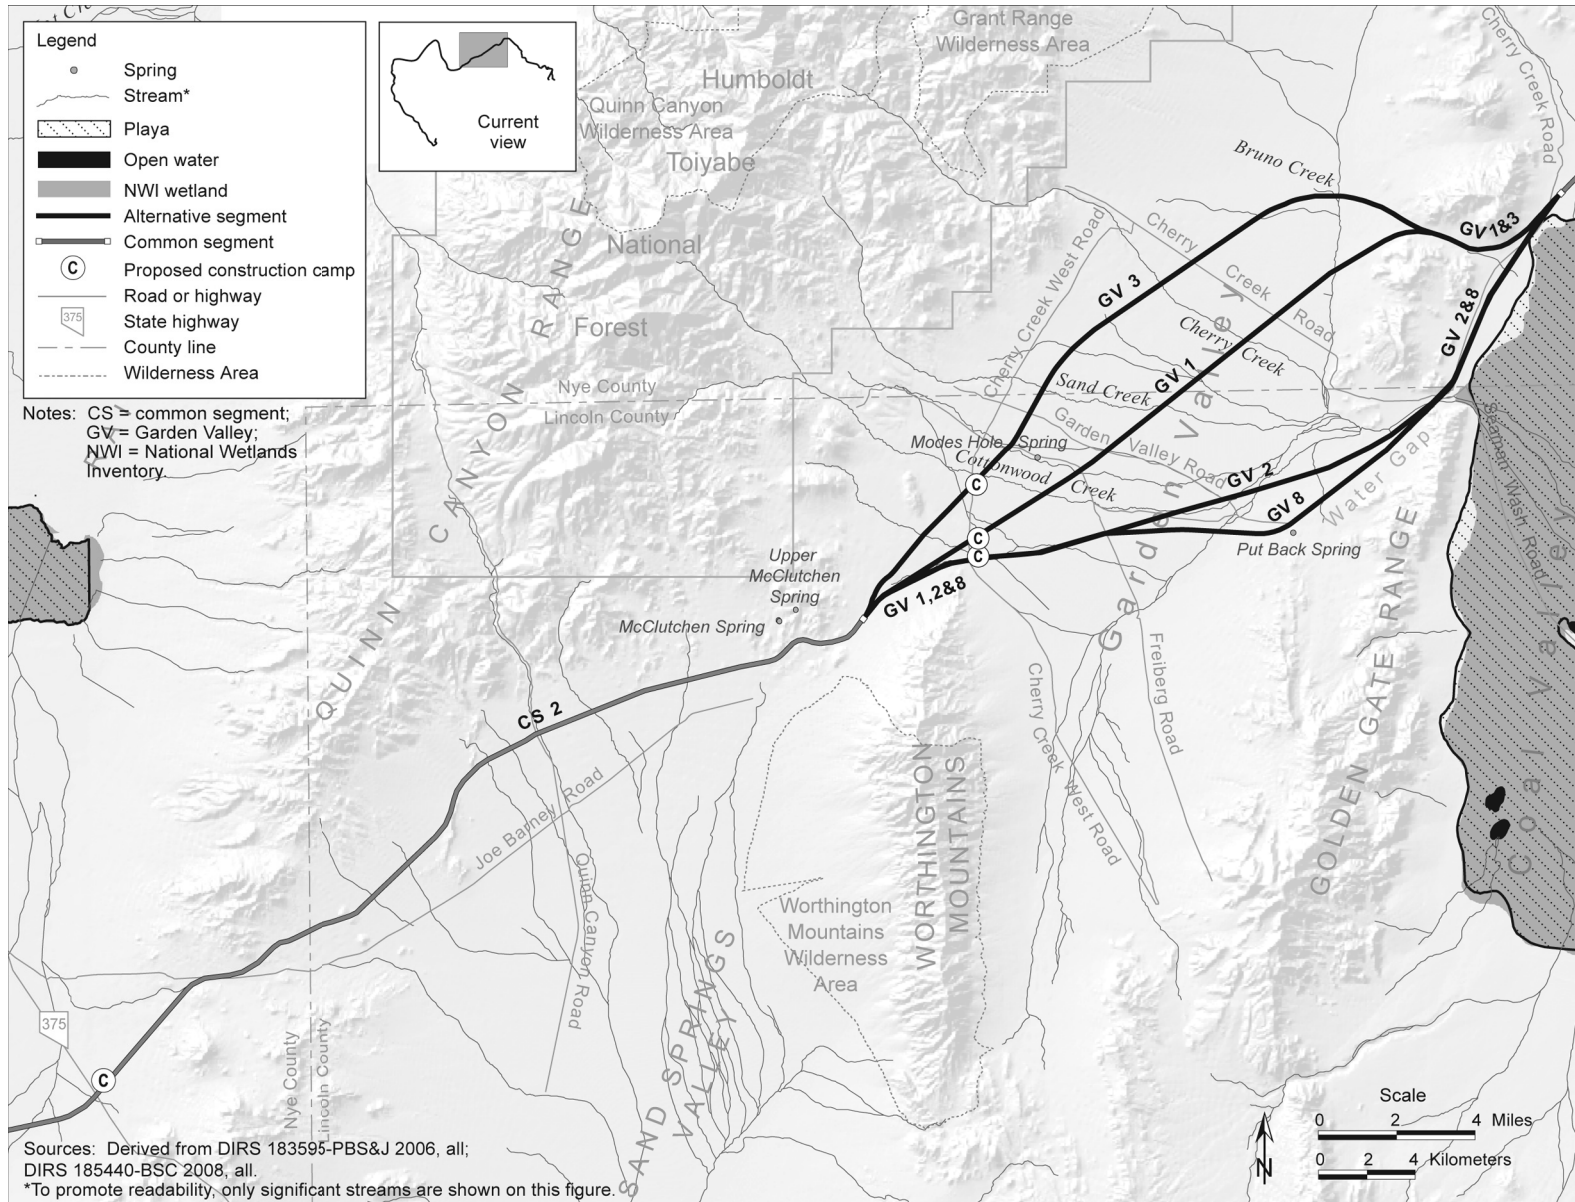 Legend
Spring
Stream*
Playa
Open water
NWI wetland
Alternative segment
Common segment
C Proposed construction camp
Road or highway
375 State highway
County line
Wilderness Area
Notes: CS = common segment;
GV = Garden Valley;
NWI = National Wetlands
Inventory.
Current
view
Grant Range
Wilderness Area
Humboldt
Quinn Canyon
Wilderness Area
Toiyabe
National
Forest
Cherry Creek Road
Bruno Creek
GV 1&3
Cherry Creek West Road
Cherry
Creek
Road
GV 3
GV 2&8
Cherry Creek
GV 1
Sand Creek
Nye County
Lincoln County
QUINN CANYON RANGE
Garden Valley Road
Modes Hole Spring
Cottonwood Creek
Garden Valley
Seaman Wash Road
Water Gap
GV 2
GV 8
C
C
C
Put Back Spring
Upper
McClutchen
Spring
McClutchen Spring
GV 1,2&8
Freiberg Road
Cherry Creek
West Road
GOLDEN GATE RANGE
Coal Valley
CS 2
Joe Barney Road
Quinn Canyon Road
WORTHINGTON
MOUNTAINS
Worthington
Mountains
Wilderness
Area
SAND SPRINGS
VALLEYS
375
C
Nye County
Lincoln County
Scale
0 2 4 Miles
0 2 4 Kilometers
N
Sources: Derived from DIRS 183595-PBS&J 2006, all;
DIRS 185440-BSC 2008, all.
*To promote readability, only significant streams are shown on this figure.